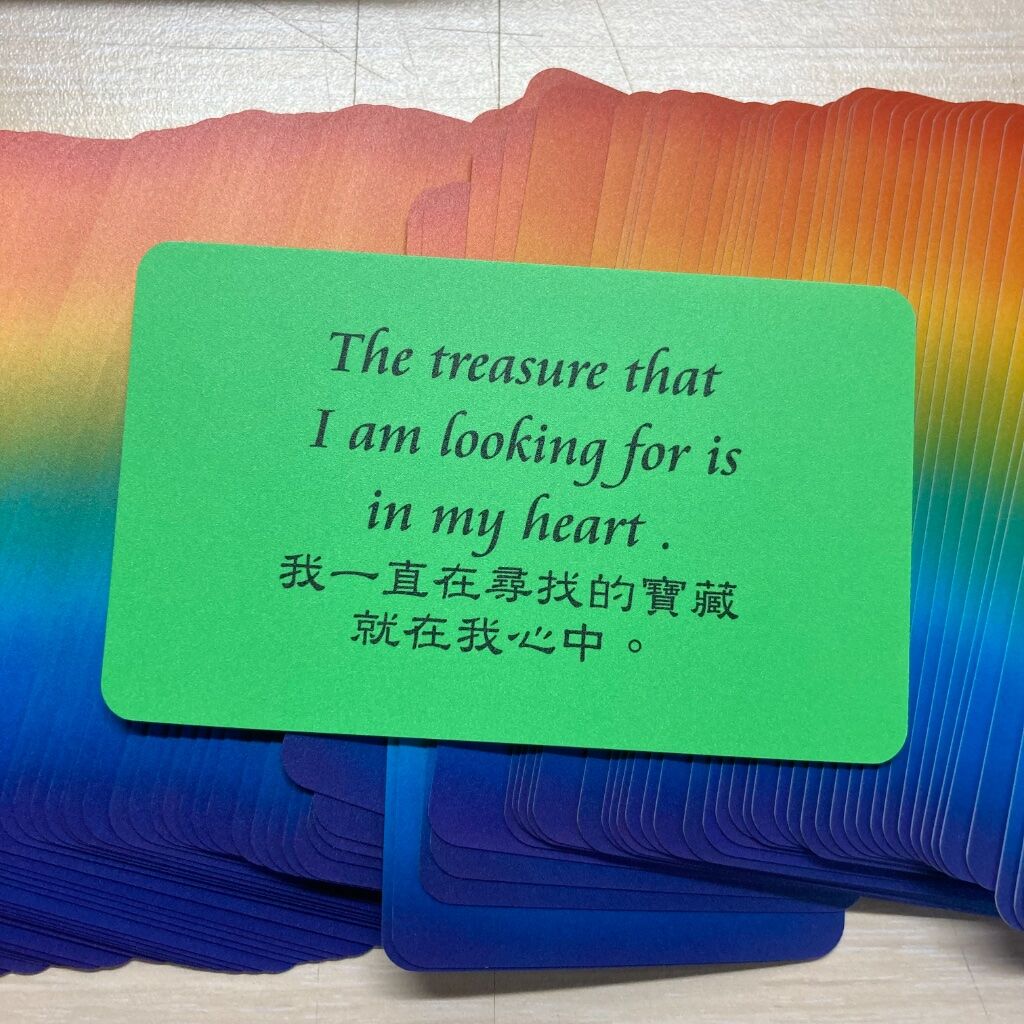 The treasure that
I am looking for is
in my heart .
我一直在尋找的寶藏
就在我心中。